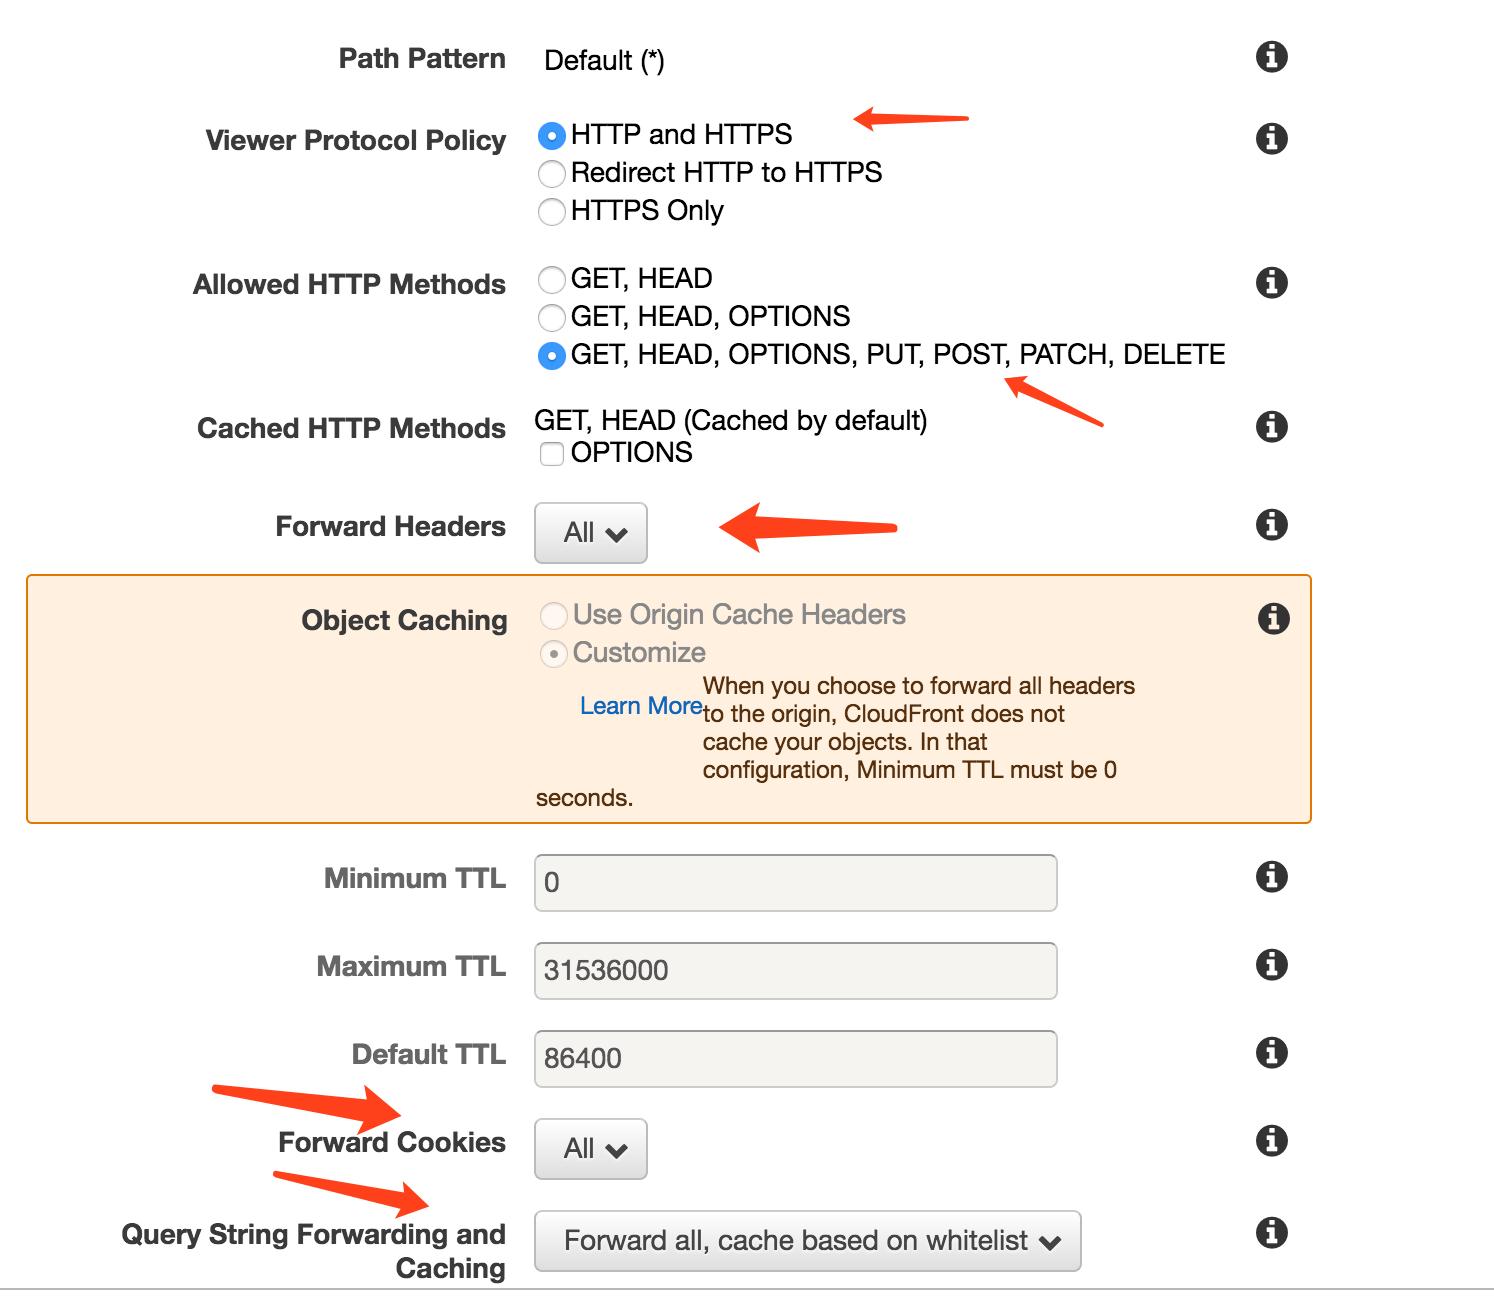 Path Pattern Default (*)
Viewer Protocol Policy HTTP and HTTPS
Redirect HTTP to HTTPS
HTTPS Only
Allowed HTTP Methods GET, HEAD
GET, HEAD, OPTIONS
GET, HEAD, OPTIONS, PUT, POST, PATCH, DELETE
Cached HTTP Methods GET, HEAD (Cached by default)
OPTIONS
Forward Headers All
Object Caching Use Origin Cache Headers
Customize
When you choose to forward all headers
Learn More to the origin, CloudFront does not
cache your objects. In that
configuration, Minimum TTL must be 0
seconds.
Minimum TTL 0
Maximum TTL 31536000
Default TTL 86400
Forward Cookies All
Query String Forwarding and Forward all, cache based on whitelist
Caching